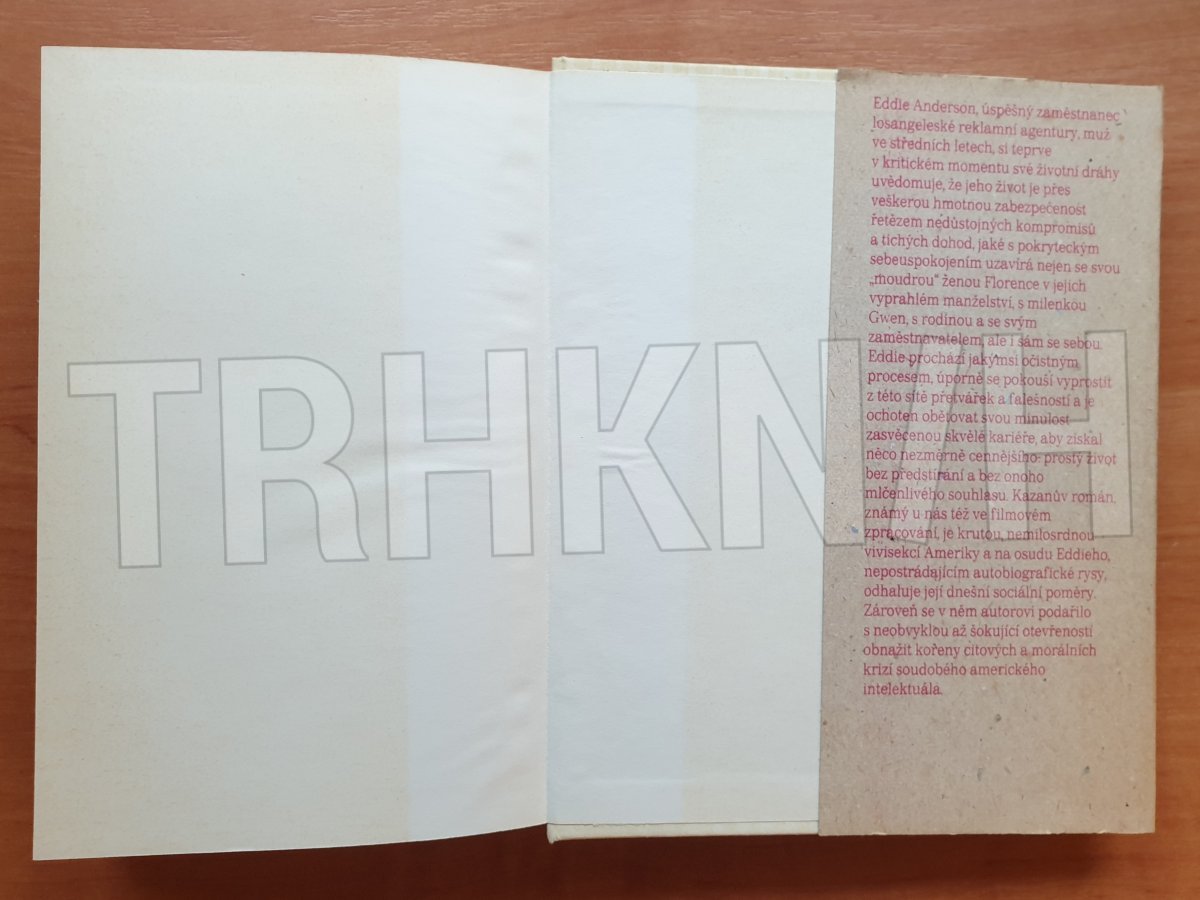 Eddie Anderson, úspěšný zaměstnanec
losangeleské reklamní agentury, muž
ve středních letech, si teprve
v kritickém momentu své životní dráhy
uvědomuje, že jeho život je přes
veškerou hmotnou zabezpečenost
řetězem nedůstojných kompromisů
a tichých dohod, jaké s pokryteckým
sebeuspokojením uzavírá nejen se svou
„moudrou“ ženou Florence v jejich
vyprahlém manželství, s milenkou
Gwen, s rodinou a se svým
zaměstnavatelem, ale i sám se sebou.
Eddie prochází jakýmsi očistným
procesem, úporně se pokouší vyprostit
z této sítě přetvářek a falešností a je
ochoten obětovat svou minulost
zasvěcenou skvělé kariéře, aby získal
něco nezměrně cennějšího- prostý život
bez předstírání a bez onoho
mlčenlivého souhlasu. Kazanův román,
známý u nás též ve filmovém
zpracování, je krutou, nemilosrdnou
vivisekcí Ameriky a na osudu Eddieho,
nepostrádajícím autobiografické rysy,
odhaluje její dnešní sociální poměry.
Zároveň se v něm autorovi podařilo
s neobvyklou až šokující otevřeností
obnažit kořeny citových a morálních
krizí soudobého amerického
intelektuála.